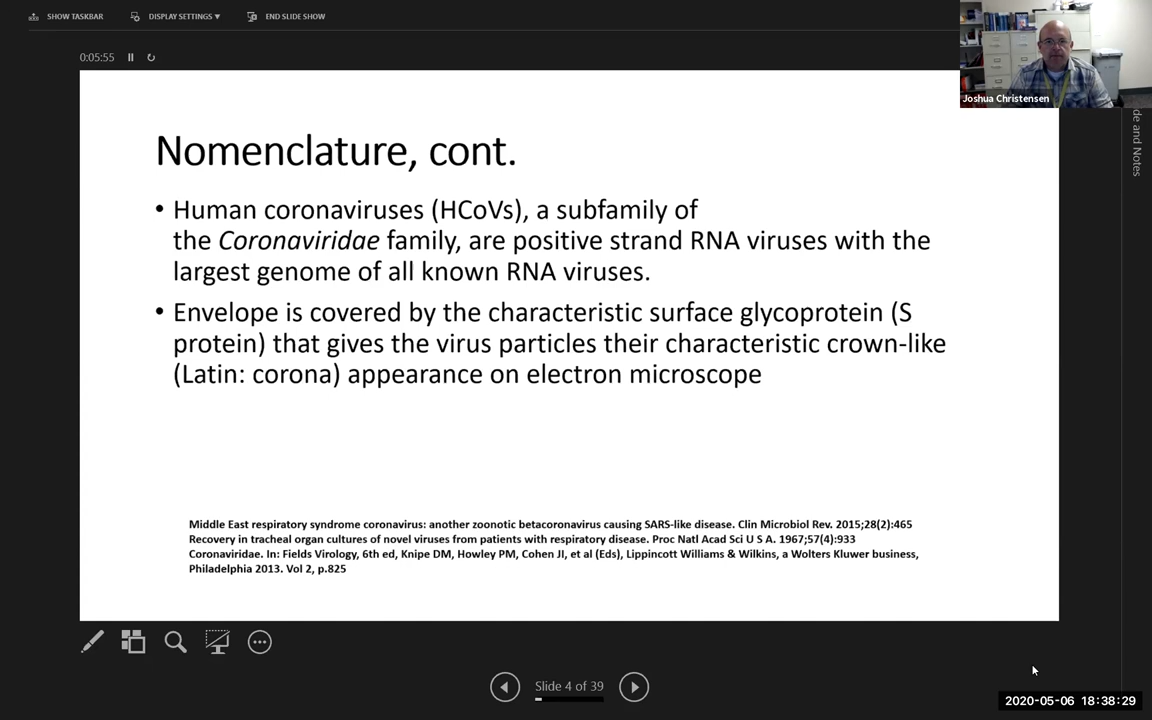 SHOW TASKBAR DISPLAY SETTINGS ▼ END SLIDE SHOW
0:05:55
Joshua Christensen
de and Notes
Nomenclature, cont.
• Human coronaviruses (HCoVs), a subfamily of
the Coronaviridae family, are positive strand RNA viruses with the
largest genome of all known RNA viruses.
• Envelope is covered by the characteristic surface glycoprotein (S
protein) that gives the virus particles their characteristic crown-like
(Latin: corona) appearance on electron microscope
Middle East respiratory syndrome coronavirus: another zoonotic betacoronavirus causing SARS-like disease. Clin Microbiol Rev. 2015;28(2):465
Recovery in tracheal organ cultures of novel viruses from patients with respiratory disease. Proc Natl Acad Sci U S A. 1967;57(4):933
Coronaviridae. In: Fields Virology, 6th ed, Knipe DM, Howley PM, Cohen JI, et al (Eds), Lippincott Williams & Wilkins, a Wolters Kluwer business,
Philadelphia 2013. Vol 2, p.825
Slide 4 of 39
2020-05-06 18:38:29